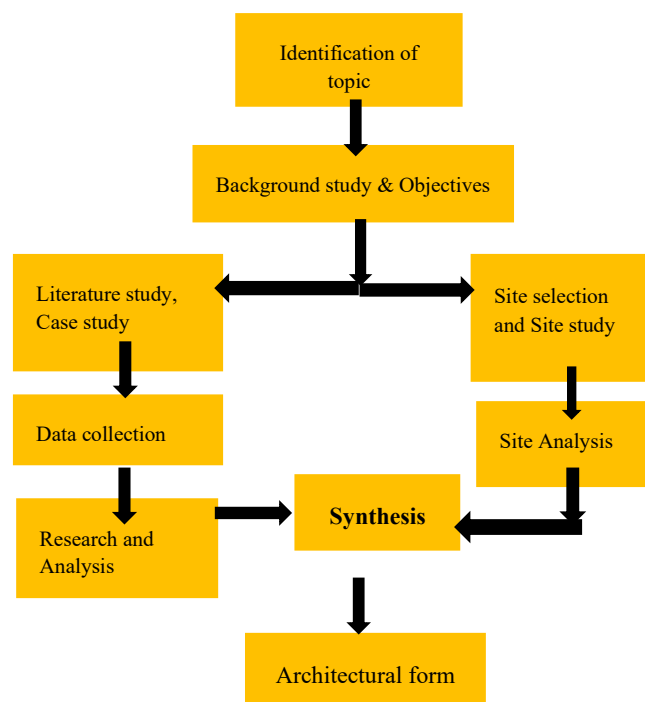 Identification of
topic
Background study & Objectives
Literature study,
Case study
Site selection
and Site study
Data collection
Site Analysis
Research and
Analysis
Synthesis
Architectural form